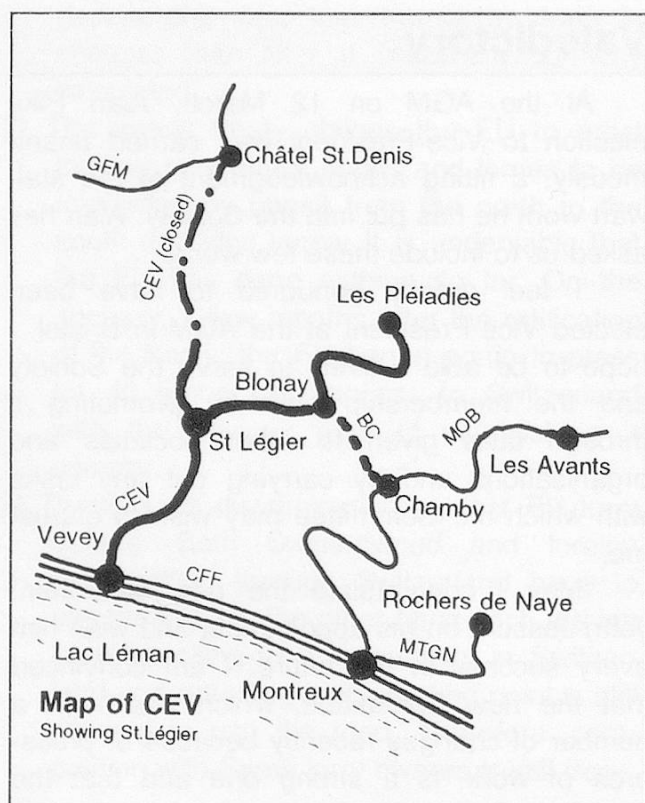 GFM
Châtel St.Denis
CEV (closed)
Les Pléiadies
Blonay
BC
MOB
St Légier
Les Avants
CEV
Chamby
Vevey
CFF
Rochers de Naye
MTGN
Lac Léman
Montreux
Map of CEV
Showing St.Légier